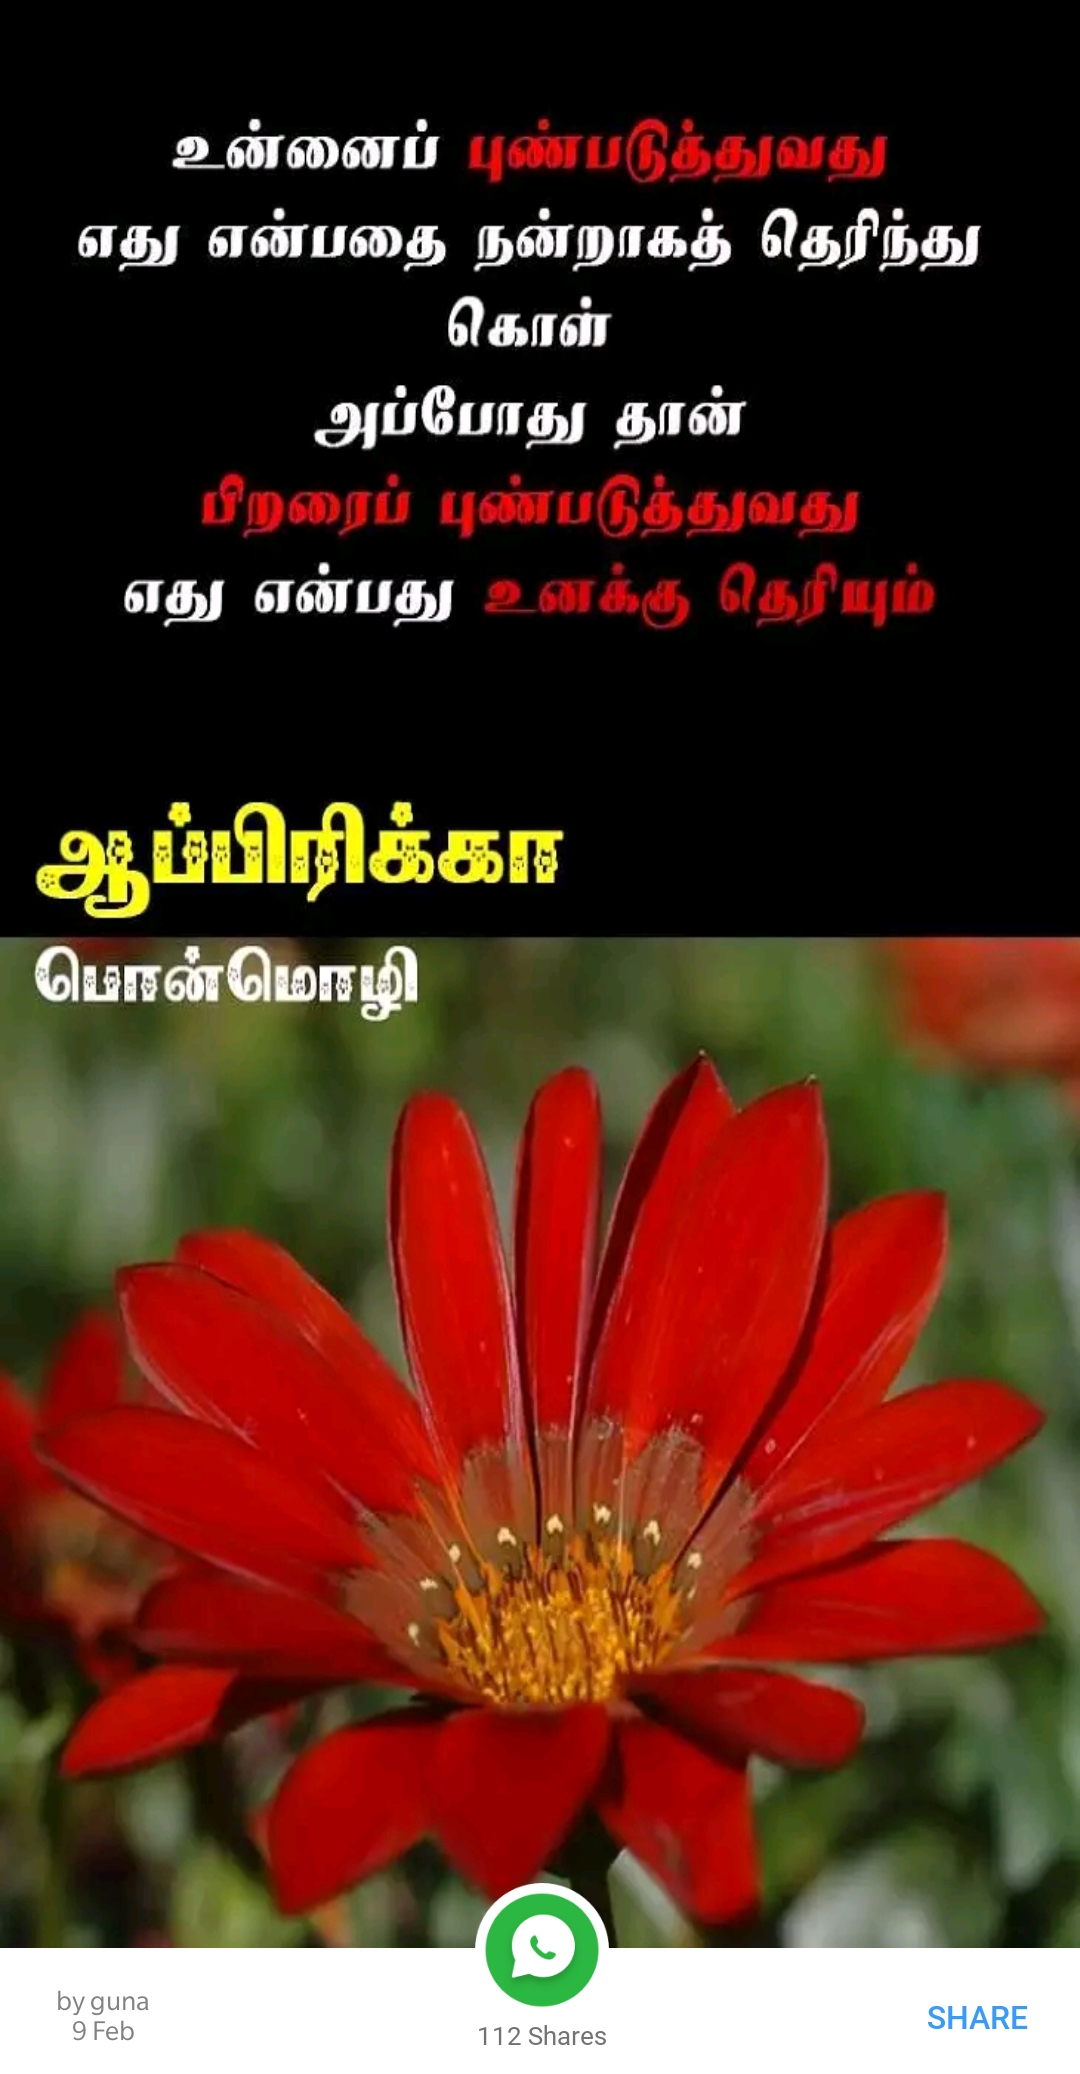 உன்னைப் புண்படுத்துவது
எது என்பதை நன்றாகத் தெரிந்து
கொள்
அப்போது தான்
பிறரைப் புண்படுத்துவது
எது என்பது உனக்கு தெரியும்
ஆப்பிரிக்கா
பொன்மொழி
by guna
9 Feb
112 Shares
SHARE